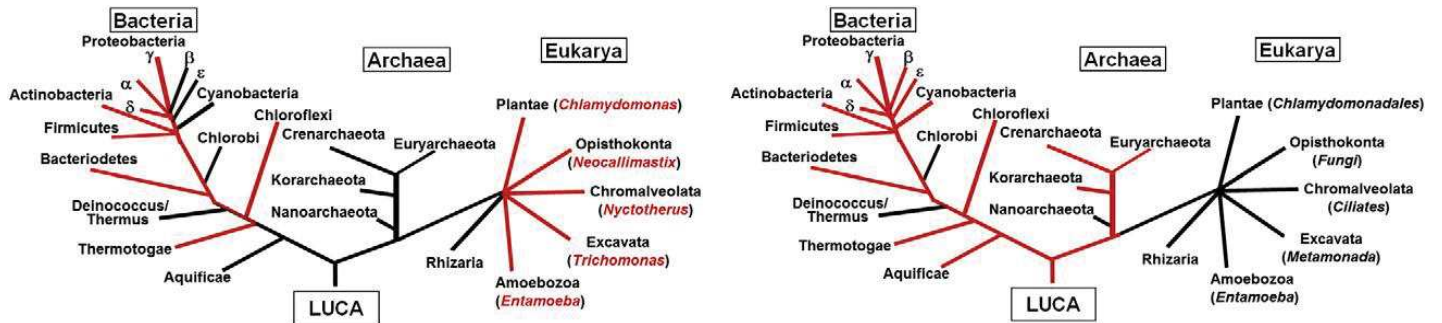 Bacteria
Proteobacteria
γ
β
ε
α
δ
Actinobacteria
Cyanobacteria
Firmicutes
Chloroflexi
Chlorobi
Bacteriodetes
Deinococcus/
Thermus
Thermotogae
Aquificae
Archaea
Crenarchaeota
Euryarchaeota
Korarchaeota
Nanoarchaeota
Eukarya
Plantae (Chlamydomonas)
Opisthokonta
(Neocallimastix)
Chromalveolata
(Nyctotherus)
Excavata
(Trichomonas)
Rhizaria
Amoebozoa
(Entamoeba)
LUCA
Bacteria
Proteobacteria
γ
β
ε
α
δ
Actinobacteria
Cyanobacteria
Firmicutes
Chloroflexi
Chlorobi
Bacteriodetes
Deinococcus/
Thermus
Thermotogae
Aquificae
Archaea
Crenarchaeota
Euryarchaeota
Korarchaeota
Nanoarchaeota
Eukarya
Plantae (Chlamydomonadales)
Opisthokonta
(Fungi)
Chromalveolata
(Ciliates)
Excavata
(Metamonada)
Rhizaria
Amoebozoa
(Entamoeba)
LUCA